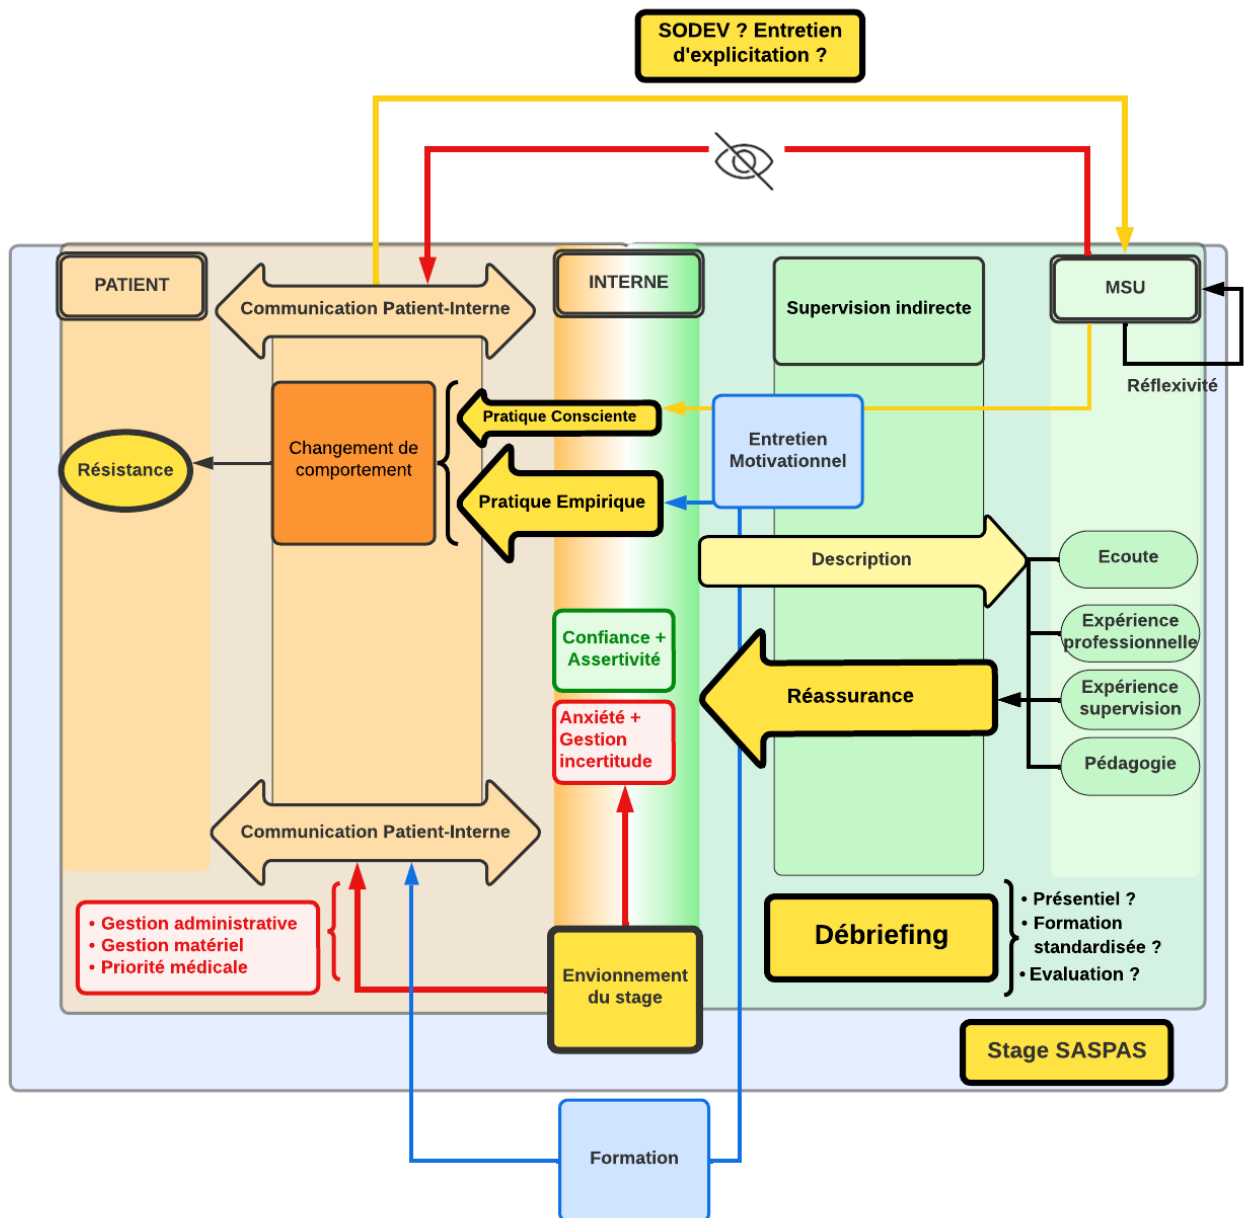 SODEV ? Entretien
d'explicitation ?
PATIENT
Communication Patient-Interne
INTERNE
Supervision indirecte
MSU
Réflexivité
Changement de
comportement
Pratique Consciente
Entretien
Motivationnel
Résistance
Pratique Empirique
Description
Ecoute
Expérience
professionnelle
Confiance +
Assertivité
Réassurance
Expérience
supervision
Anxiété +
Gestion
incertitude
Pédagogie
Communication Patient-Interne
• Gestion administrative
• Gestion matériel
• Priorité médicale
Débriefing
• Présentiel ?
• Formation
standardisée ?
• Evaluation ?
Envionnement
du stage
Stage SASPAS
Formation